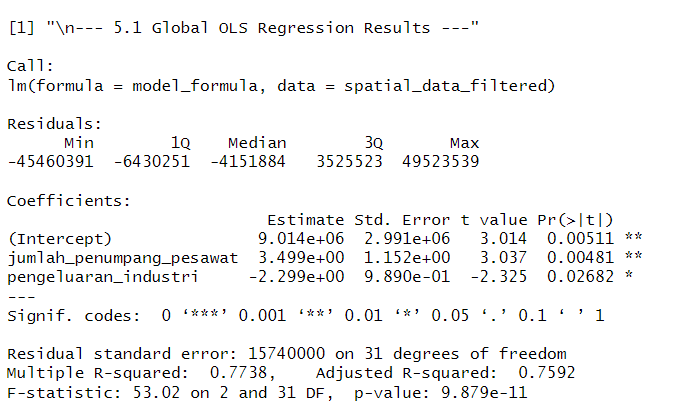 [1] "\n--- 5.1 Global OLS Regression Results ---"
Call:
lm(formula = model_formula, data = spatial_data_filtered)
Residuals:
      Min        1Q    Median        3Q       Max
-45460391  -6430251  -4151884   3525523  49523539
Coefficients:
                          Estimate Std. Error t value Pr(>|t|)
(Intercept)              9.014e+06  2.991e+06   3.014  0.00511 **
jumlah_penumpang_pesawat 3.499e+00  1.152e+00   3.037  0.00481 **
pengeluaran_industri    -2.299e+00  9.890e-01  -2.325  0.02682 *
---
Signif. codes:  0 ‘***’ 0.001 ‘**’ 0.01 ‘*’ 0.05 ‘.’ 0.1 ‘ ’ 1
Residual standard error: 15740000 on 31 degrees of freedom
Multiple R-squared:  0.7738,    Adjusted R-squared:  0.7592
F-statistic: 53.02 on 2 and 31 DF,  p-value: 9.879e-11